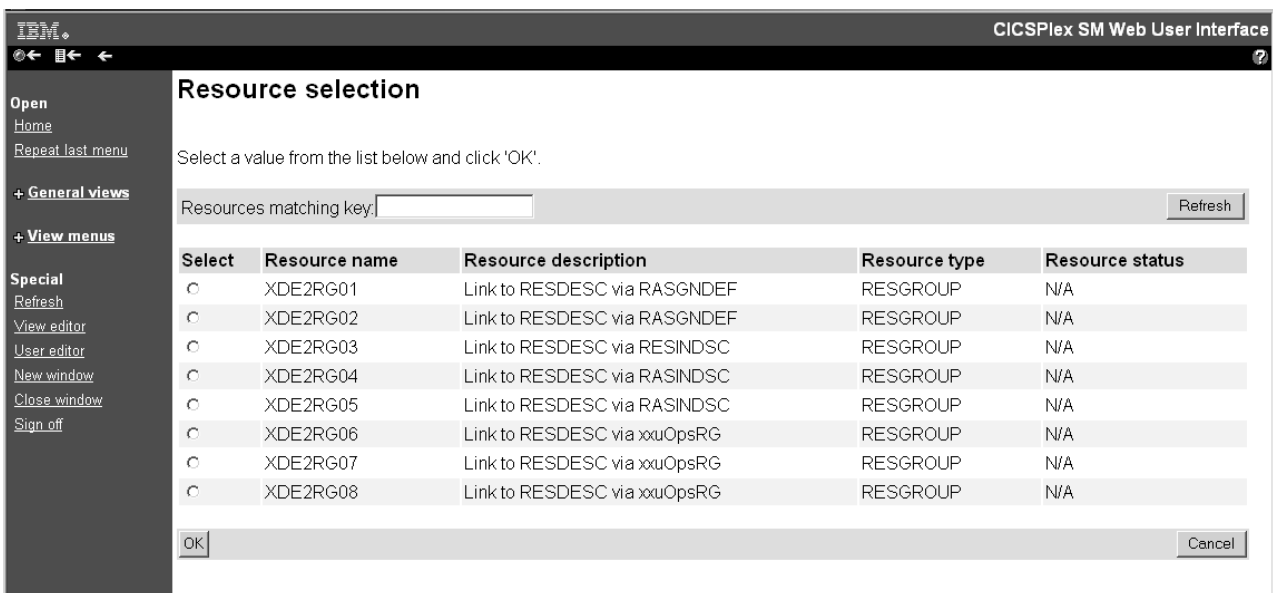 IBM.
CICSPlex SM Web User Interface
Open
Home
Repeat last menu
+ General views
+ View menus
Special
Refresh
View editor
User editor
New window
Close window
Sign off
Resource selection
Select a value from the list below and click 'OK'.
Resources matching key: Refresh
Select Resource name Resource description Resource type Resource status
XDE2RG01 Link to RESDESC via RASGNDEF RESGROUP N/A
XDE2RG02 Link to RESDESC via RASGNDEF RESGROUP N/A
XDE2RG03 Link to RESDESC via RESINDSC RESGROUP N/A
XDE2RG04 Link to RESDESC via RASINDSC RESGROUP N/A
XDE2RG05 Link to RESDESC via RASINDSC RESGROUP N/A
XDE2RG06 Link to RESDESC via xxuOpsRG RESGROUP N/A
XDE2RG07 Link to RESDESC via xxuOpsRG RESGROUP N/A
XDE2RG08 Link to RESDESC via xxuOpsRG RESGROUP N/A
OK Cancel